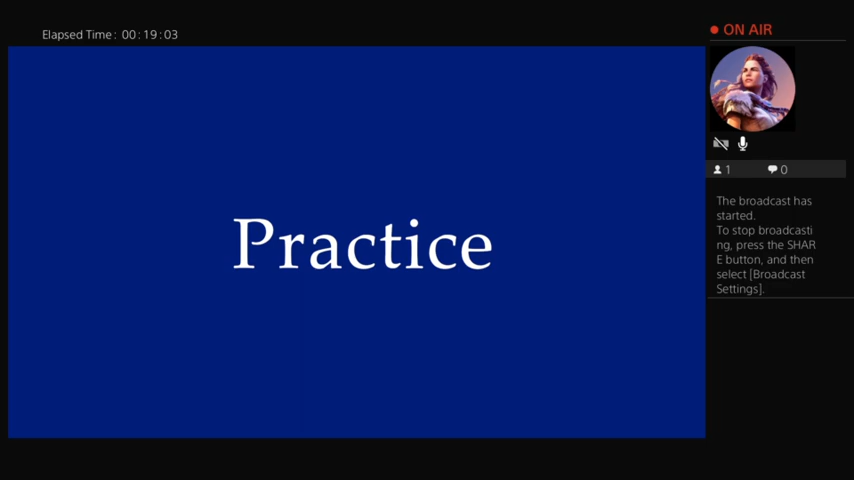 Elapsed Time: 00:19:03
ON AIR
Practice
1 0
The broadcast has
started.
To stop broadcasti
ng, press the SHAR
E button, and then
select [Broadcast
Settings].